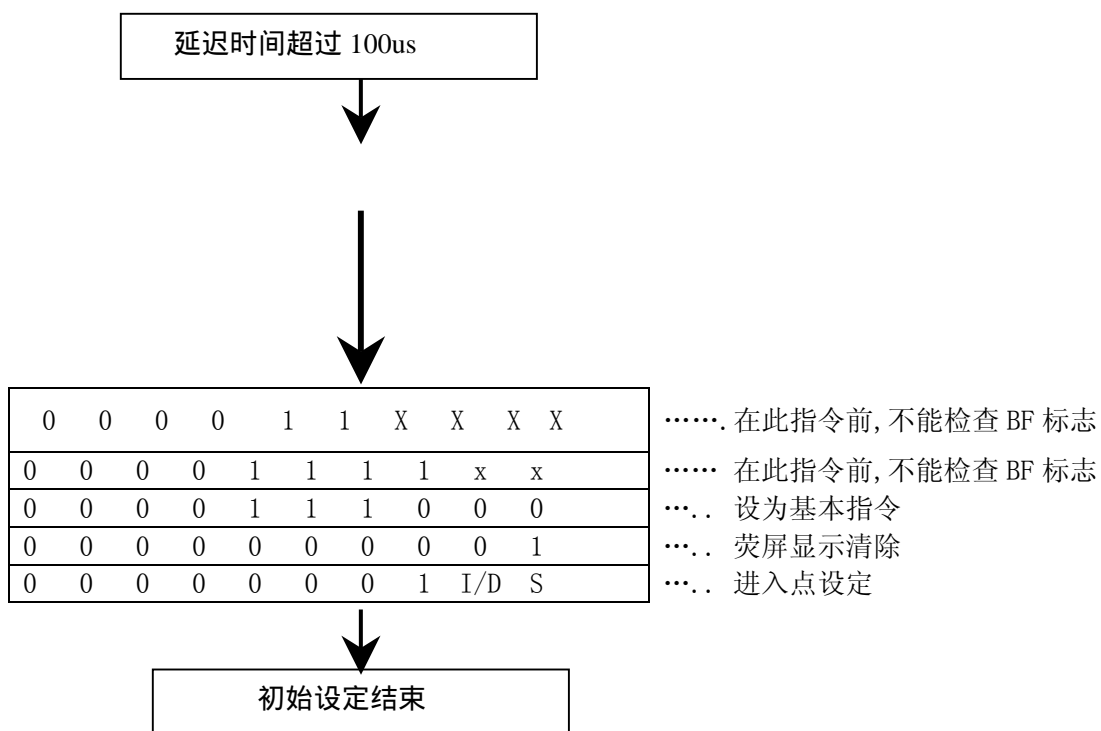 延迟时间超过 100us
0 0 0 0 1 1 X X X X ……. 在此指令前,不能检查 BF 标志
0 0 0 0 1 1 1 1 x x …… 在此指令前,不能检查 BF 标志
0 0 0 0 1 1 1 0 0 0 ….. 设为基本指令
0 0 0 0 0 0 0 0 0 1 ….. 荧屏显示清除
0 0 0 0 0 0 0 1 I/D S ….. 进入点设定
初始设定结束